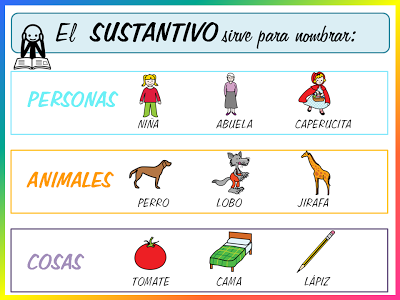 El SUSTANTIVO sirve para nombrar:
PERSONAS
NIÑA ABUELA CAPERUCITA
ANIMALES
PERRO LOBO JIRAFA
COSAS
TOMATE CAMA LÁPIZ